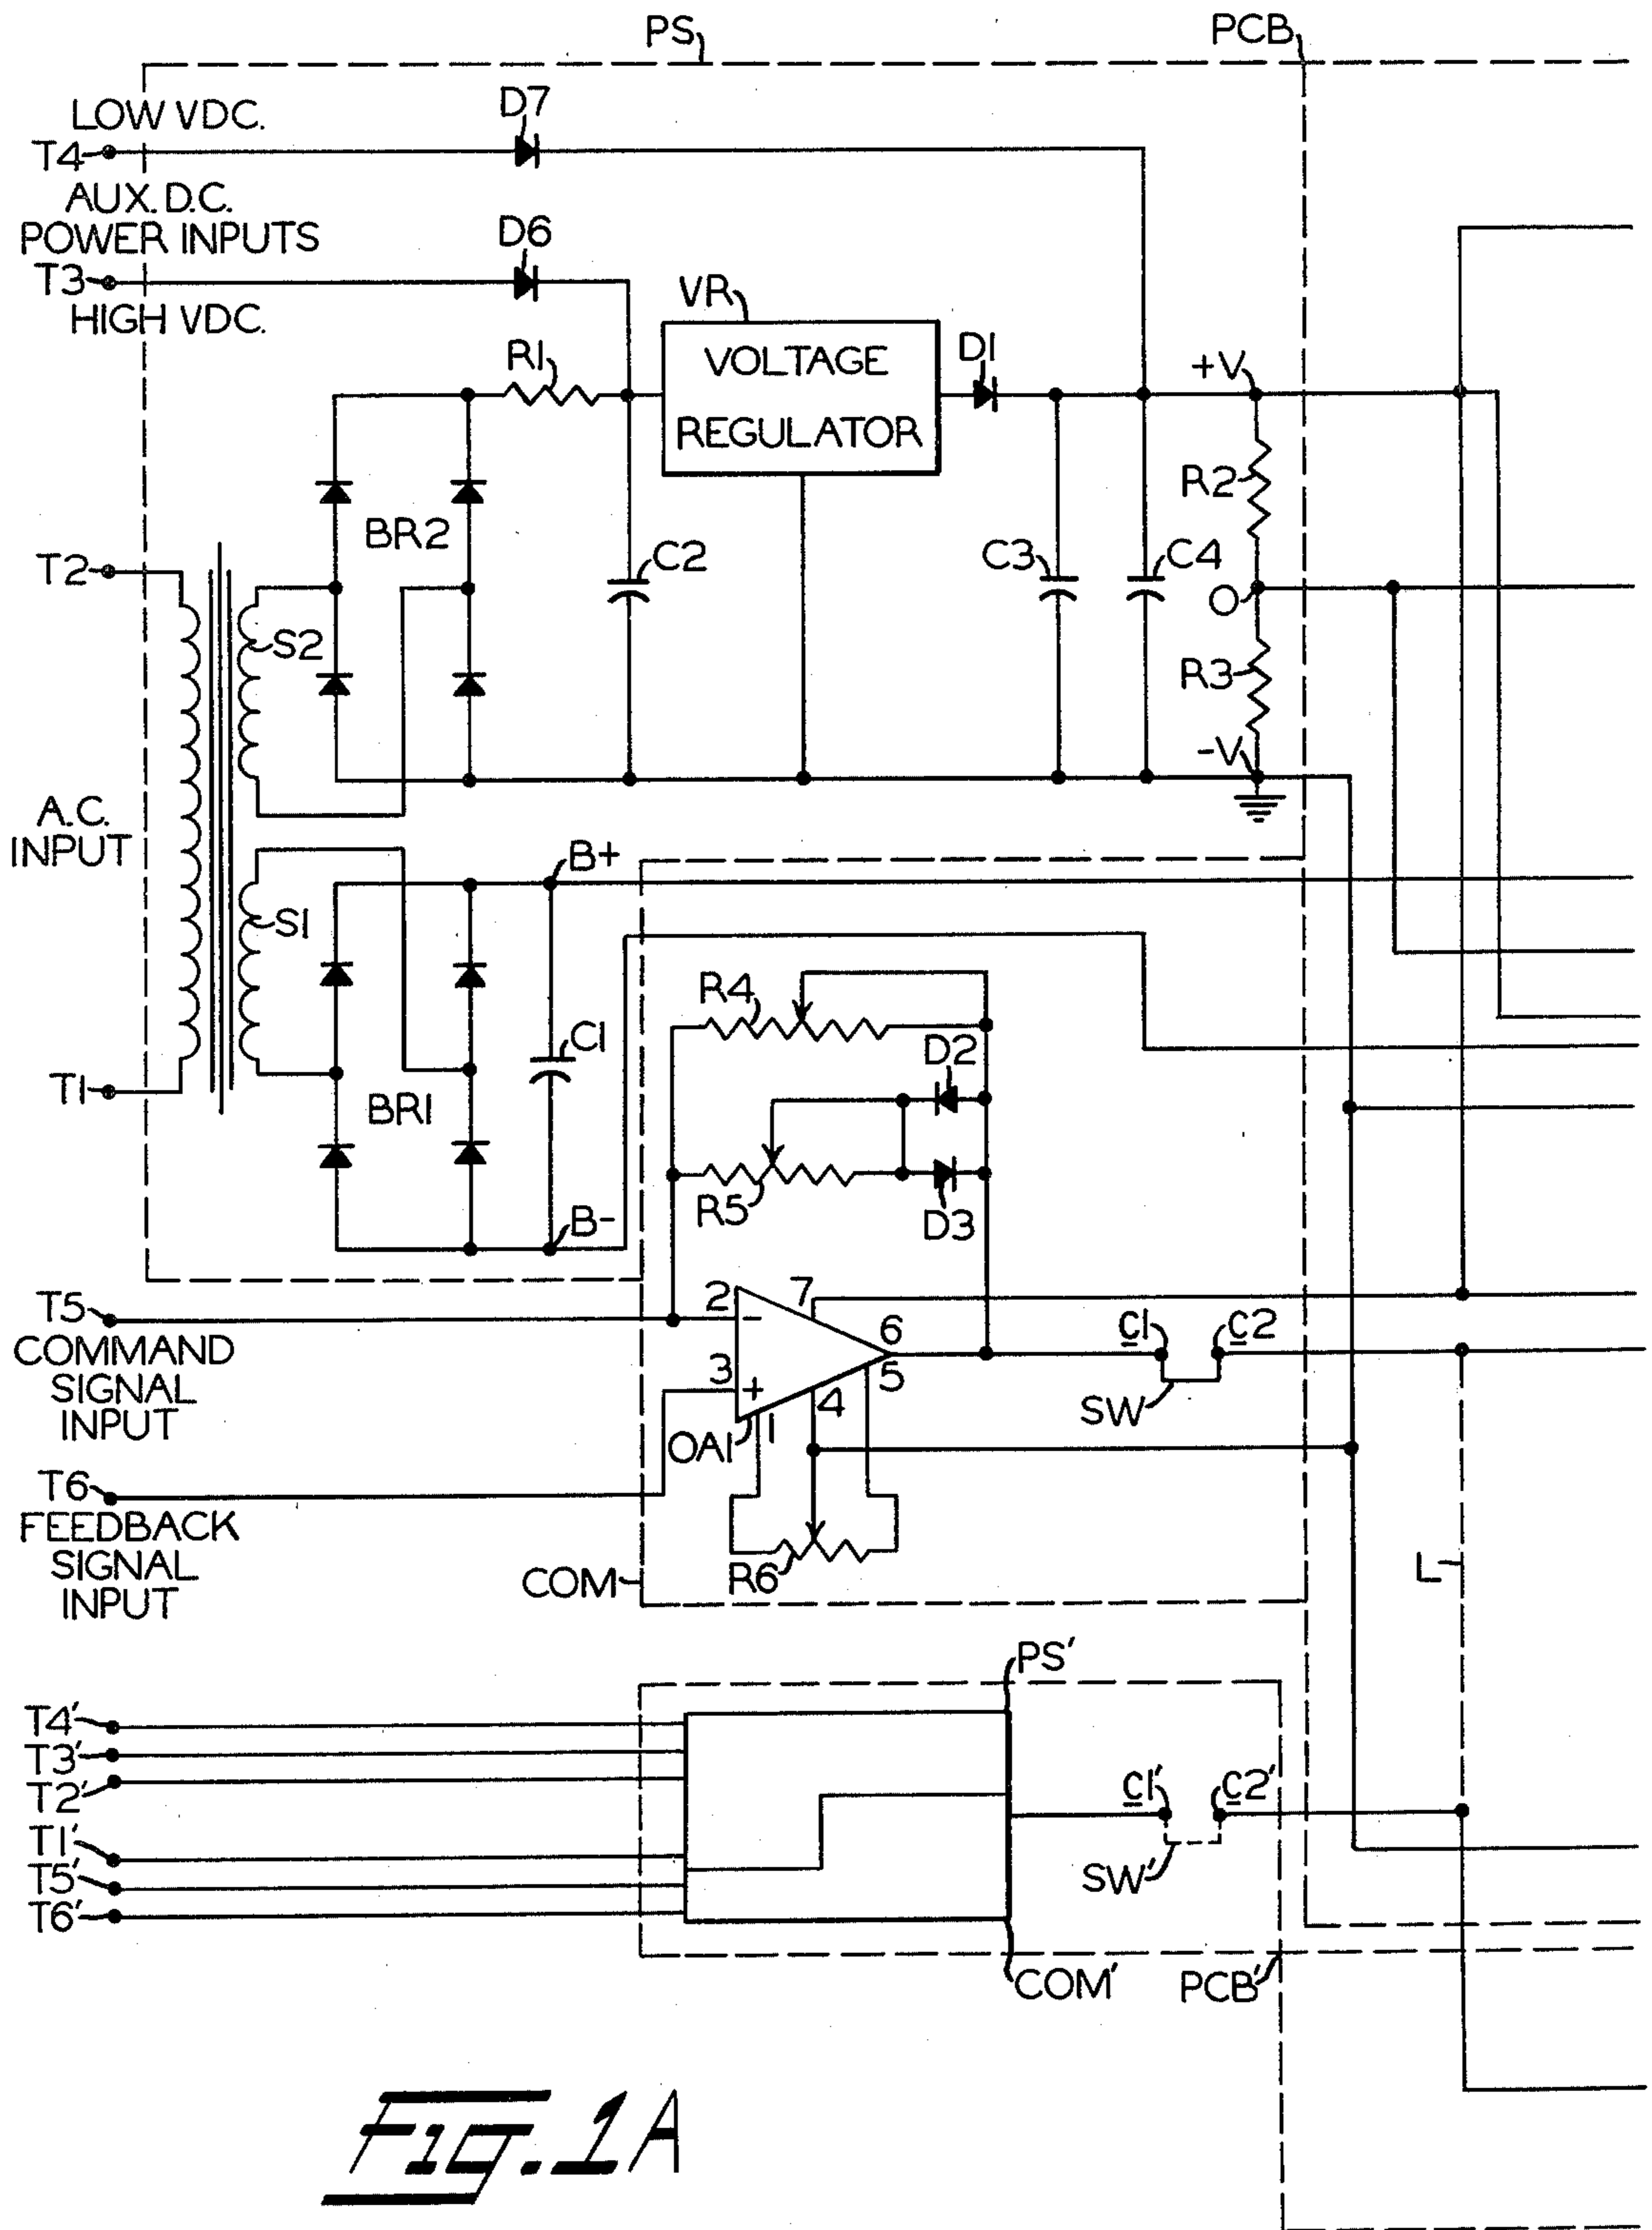 PS
PCB
LOW VDC.
D7
T4
AUX. D.C.
POWER INPUTS
D6
T3
HIGH VDC.
VR
R1
VOLTAGE
REGULATOR
D1
+V
R2
BR2
C2
C3
C4
T2
O
S2
R3
-V
A.C.
INPUT
B+
S1
R4
C1
D2
T1
BR1
R5
D3
B-
T5
COMMAND
SIGNAL
INPUT
2
-
7
6
3
+
5
4
1
OA1
c1
c2
SW
T6
FEEDBACK
SIGNAL
INPUT
R6
COM
L
PS'
T4'
T3'
T2'
T1'
T5'
T6'
c1'
c2'
SW'
COM'
PCB'
Fig. 1A